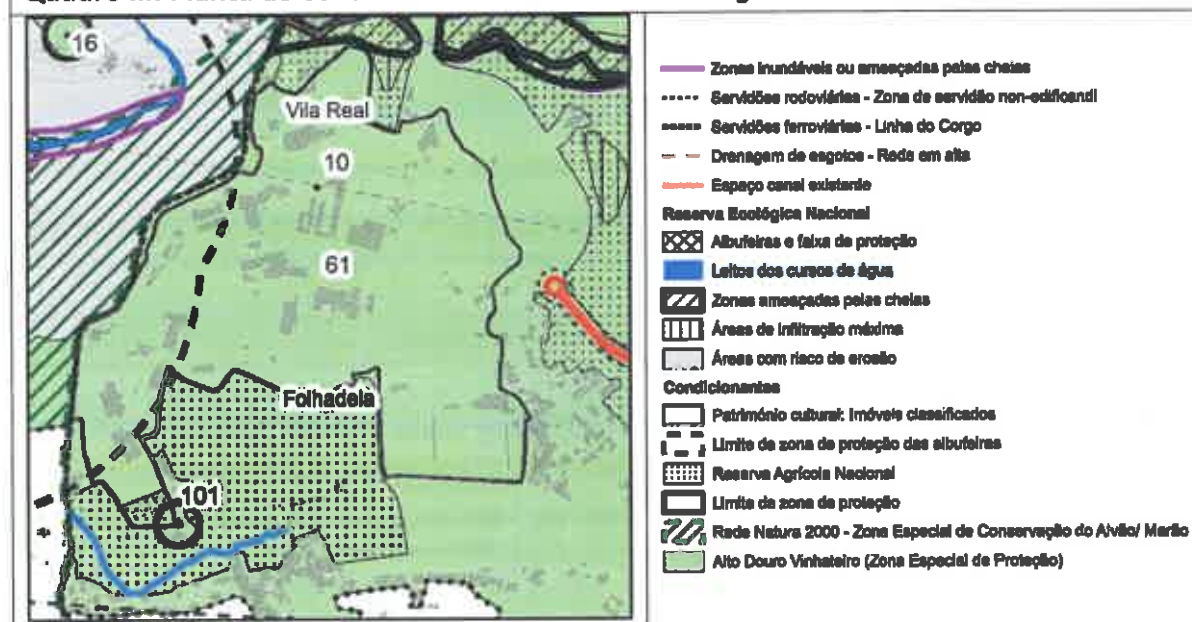 16
Vila Real
10
61
Folhadela
101
Zonas inundáveis ou ameaçadas pelas cheias
Servidões rodoviárias - Zona de servidão non-edificandi
Servidões ferroviárias - Linha do Corgo
Drenagem de esgotos - Rede em alta
Espaço canal existente
Reserva Ecológica Nacional
Albufeiras e faixa de proteção
Leitos dos cursos de água
Zonas ameaçadas pelas cheias
Áreas de infiltração máxima
Áreas com risco de erosão
Condicionantes
Património cultural: Imóveis classificados
Limite de zona de proteção das albufeiras
Reserva Agrícola Nacional
Limite da zona de proteção
Rede Natura 2000 - Zona Especial de Conservação do Alvão/ Marão
Alto Douro Vinhateiro (Zona Especial de Proteção)